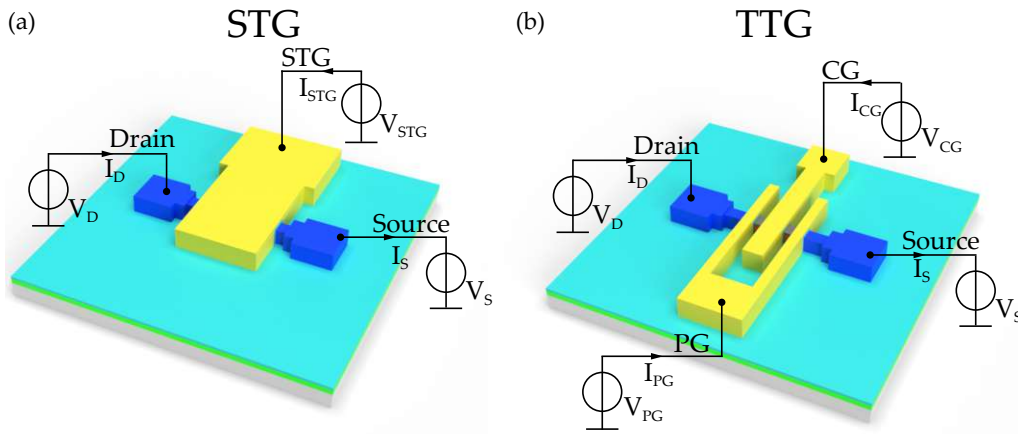 (a) STG
STG
I_STG
V_STG
Drain
I_D
V_D
Source
I_S
V_S
(b) TTG
CG
I_CG
V_CG
Drain
I_D
V_D
Source
I_S
V_S
PG
I_PG
V_PG